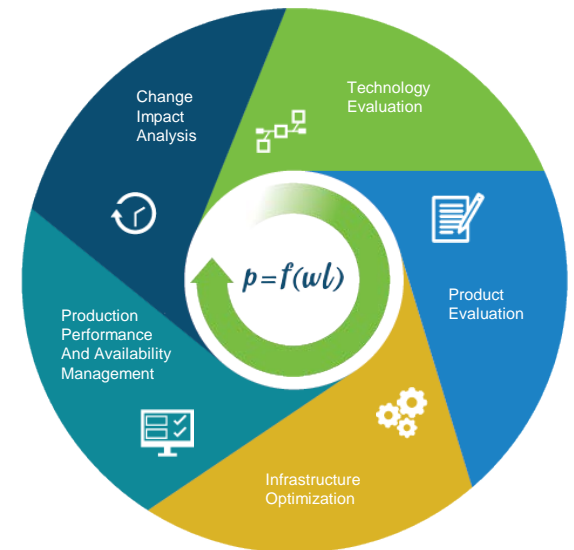 Technology
Evaluation
Product
Evaluation
Infrastructure
Optimization
Production
Performance
And Availability
Management
Change
Impact
Analysis
p=f(wl)